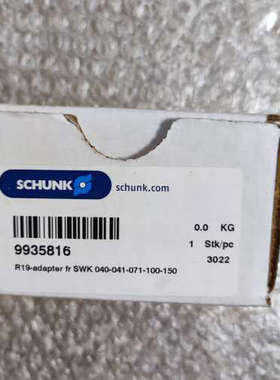 SCHUNK
schunk.com
0.0 KG
9935816
1 Stk/pc
3022
R19-adapter fr SWK 040-041-071-100-150